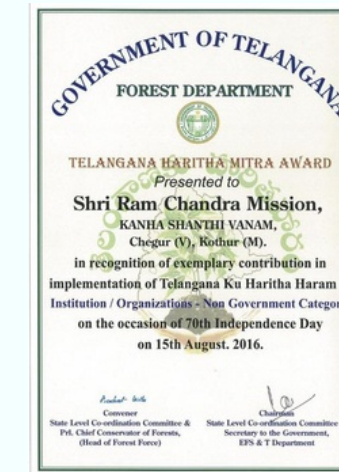 GOVERNMENT OF TELANGANA
FOREST DEPARTMENT
TELANGANA HARITHA MITRA AWARD
Presented to
Shri Ram Chandra Mission,
KANHA SHANTHI VANAM,
Chegur (V), Kothur (M).
in recognition of exemplary contribution in
implementation of Telangana Ku Haritha Haram
Institution / Organizations - Non Government Categor
on the occasion of 70th Independence Day
on 15th August. 2016.
Convener
State Level Co-ordination Committee &
Prl. Chief Conservator of Forests,
(Head of Forest Force)
Chairman
State Level Co-ordination Committee
Secretary to the Government,
EFS & T Department